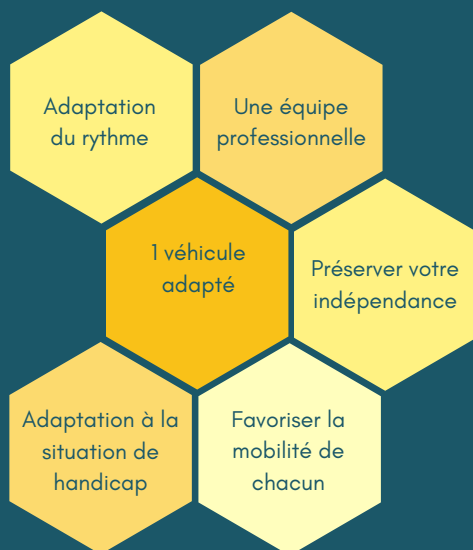 Adaptation
du rythme
Une équipe
professionnelle
1 véhicule
adapté
Préserver votre
indépendance
Adaptation à la
situation de
handicap
Favoriser la
mobilité de
chacun